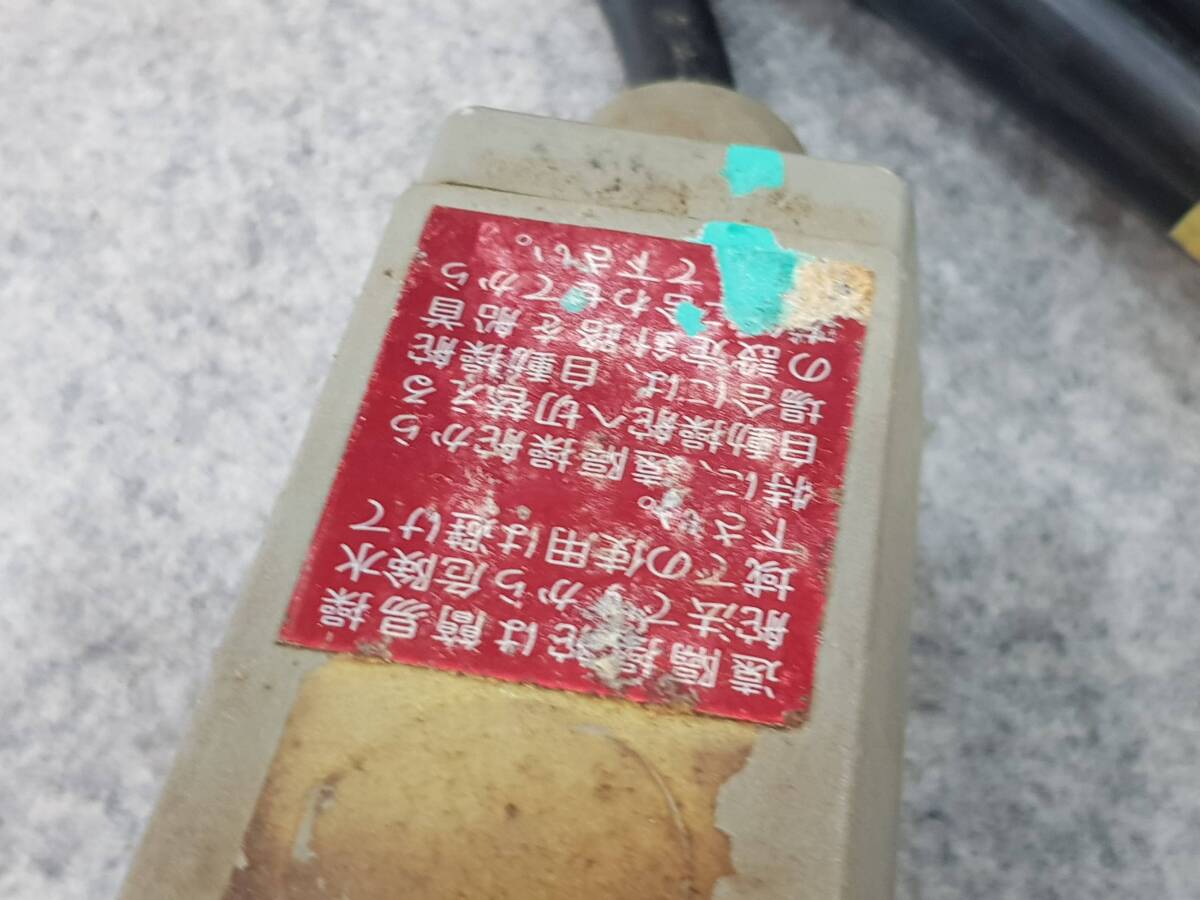 遠隔操舵は簡易操
舵法ですから危険水
域での使用は避けて
下さい。
特に、遠隔操舵から
自動操舵へ切替える
場合には、自動操舵
の設定針路を船首
合わせてから
て下さい。